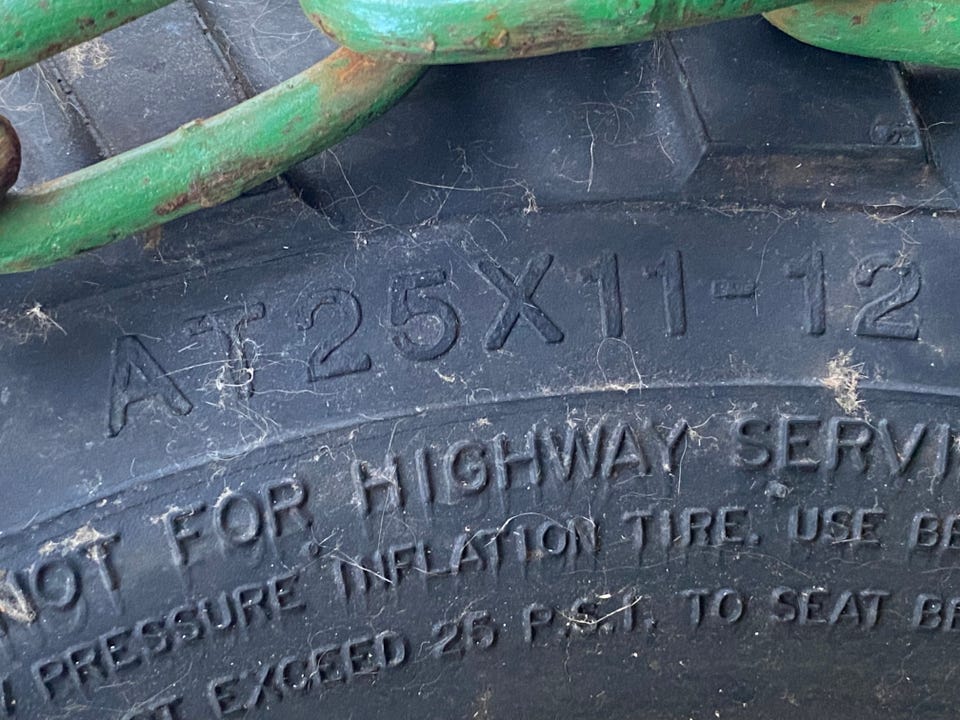 AT25X11-12
NOT FOR HIGHWAY SERVI
PRESSURE INFLATION TIRE. USE BE
EXCEED 25 P.S.I. TO SEAT BE